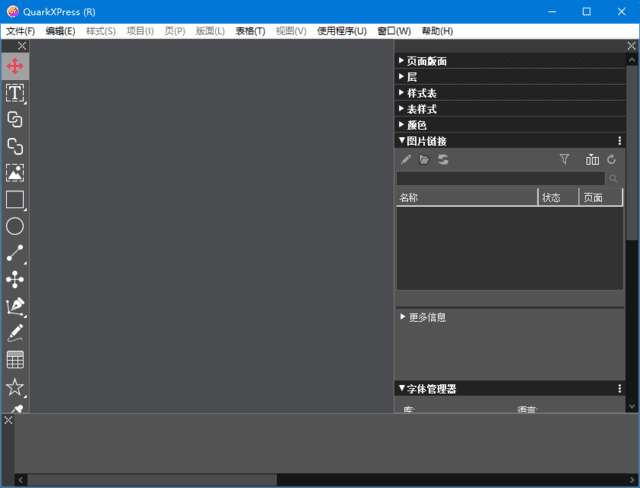 QuarkXPress (R)
文件(F) 编辑(E) 样式(S) 项目(I) 页(P) 版面(L) 表格(T) 视图(V) 使用程序(U) 窗口(W) 帮助(H)
页面版面
层
样式表
表样式
颜色
图片链接
名称 状态 页面
更多信息
字体管理器
库: 语言: